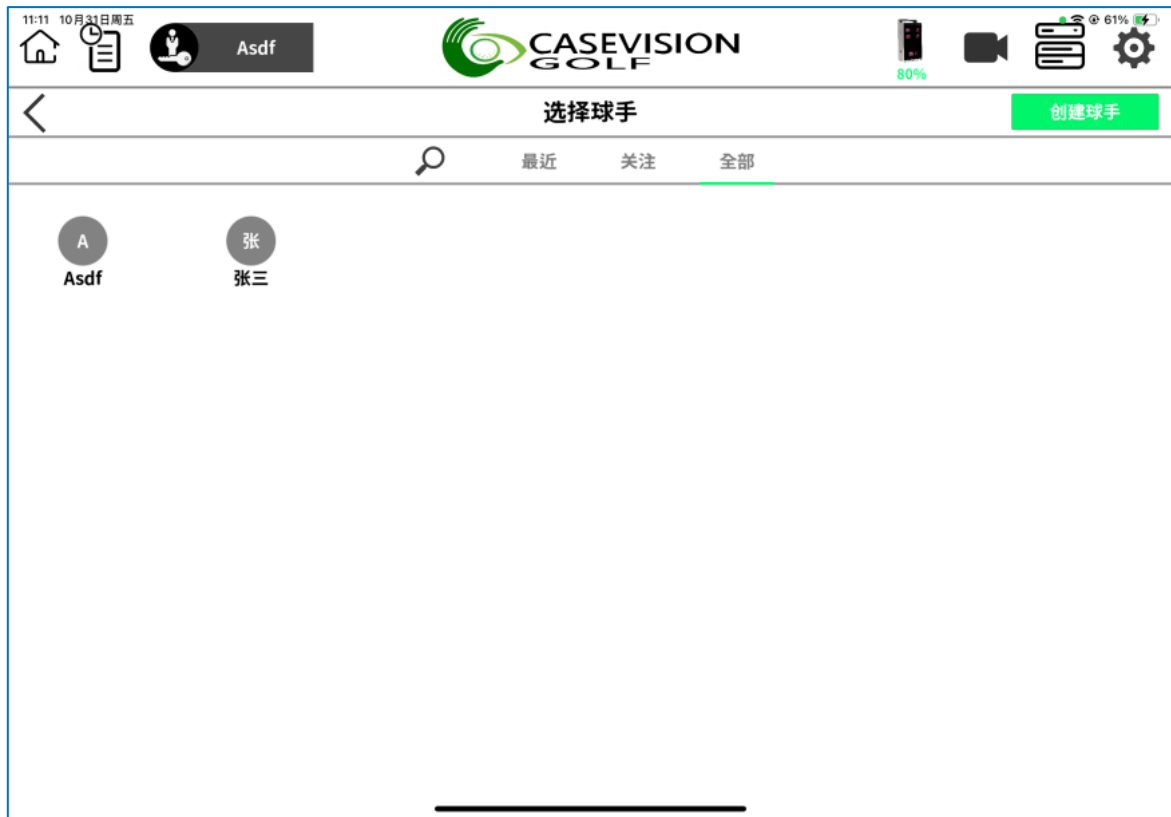 11:11 10月31日周五
61%
Asdf
CASEVISION
GOLF
80%
选择球手
创建球手
最近
关注
全部
A
张
Asdf
张三